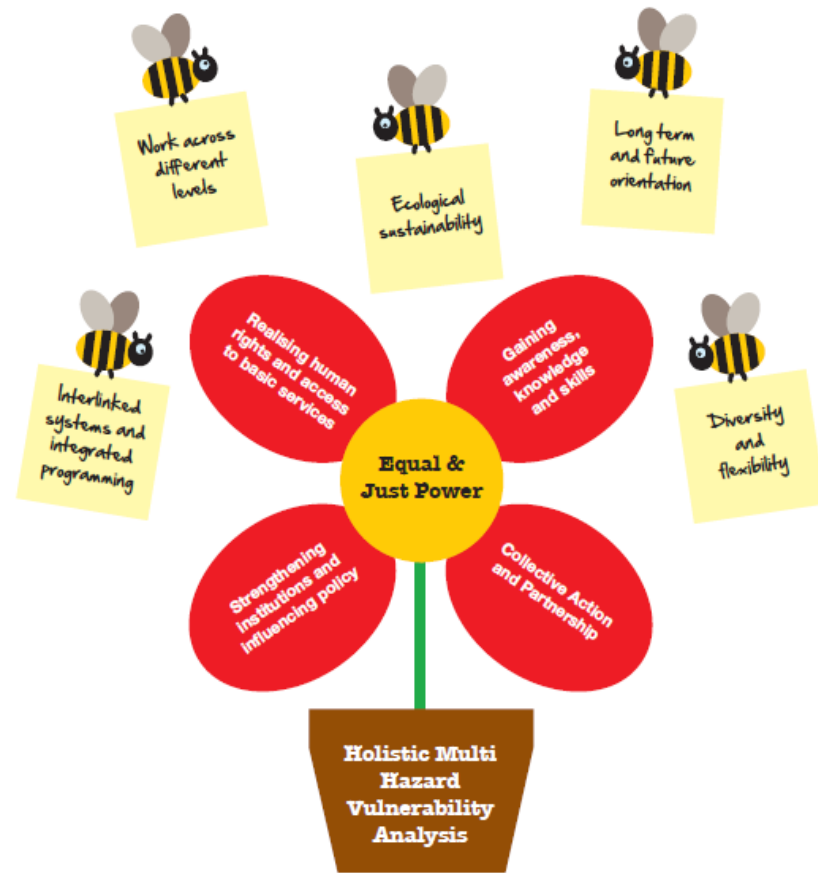 Work across
different
levels
Ecological
sustainability
Long term
and future
orientation
Interlinked
systems and
integrated
programming
Realising human
rights and access
to basic services
Gaining
awareness,
knowledge
and skills
Diversity
and
flexibility
Equal &
Just Power
Strengthening
institutions and
influencing policy
Collective Action
and Partnership
Holistic Multi
Hazard
Vulnerability
Analysis